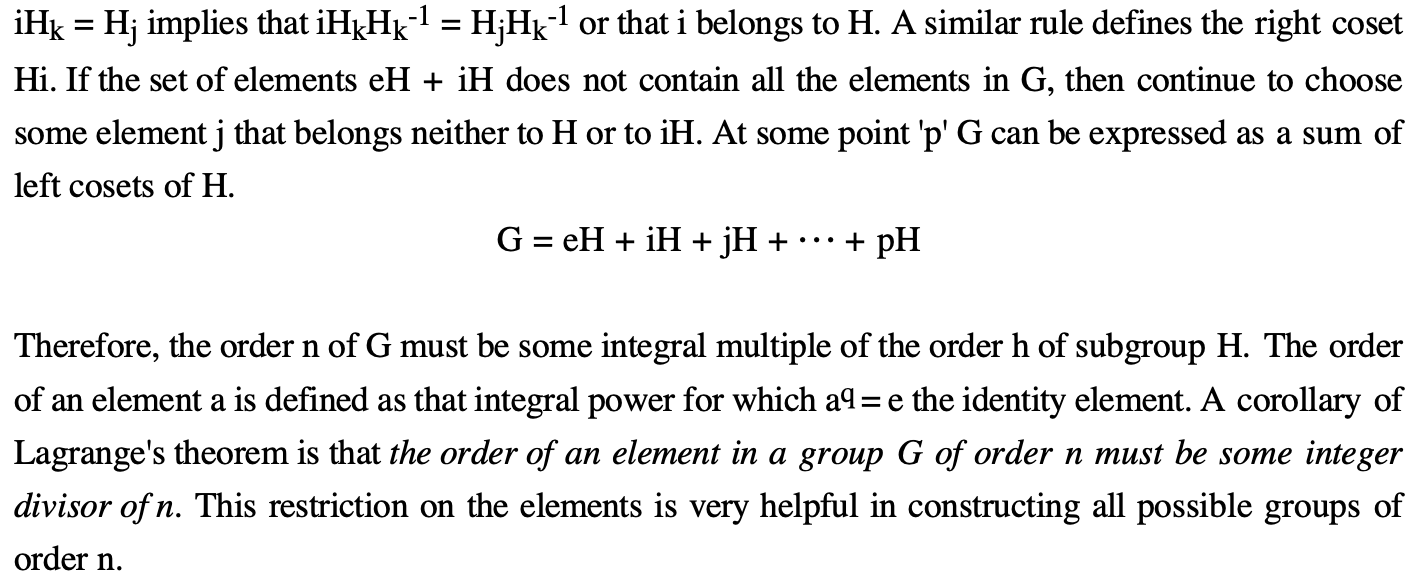 iHk = Hj implies that iHkHk-1 = HjHk-1 or that i belongs to H. A similar rule defines the right coset
Hi. If the set of elements eH + iH does not contain all the elements in G, then continue to choose
some element j that belongs neither to H or to iH. At some point 'p' G can be expressed as a sum of
left cosets of H.
G = eH + iH + jH + ··· + pH
Therefore, the order n of G must be some integral multiple of the order h of subgroup H. The order
of an element a is defined as that integral power for which aq = e the identity element. A corollary of
Lagrange's theorem is that the order of an element in a group G of order n must be some integer
divisor of n. This restriction on the elements is very helpful in constructing all possible groups of
order n.